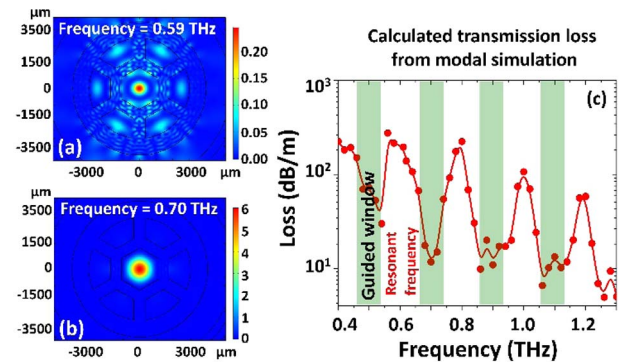 μm
3500
1500
0
-1500
-3500
Frequency = 0.59 THz
(a)
-3000
0
3000
μm
0.20
0.15
0.10
0.05
0.00
3500
1500
0
-1500
-3500
Frequency = 0.70 THz
(b)
-3000
0
3000
μm
6
5
4
3
2
1
0
Calculated transmission loss
from modal simulation
(c)
Loss (dB/m)
10³
10²
10¹
Guided window
Resonant
frequency
0.4
0.6
0.8
1.0
1.2
Frequency (THz)